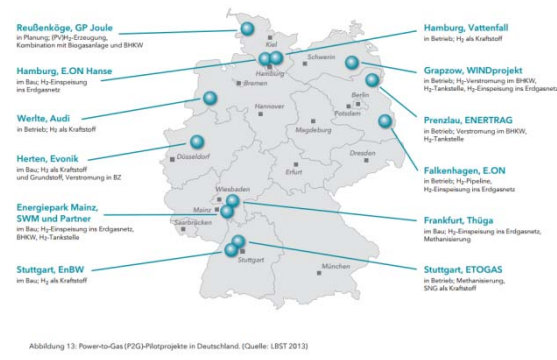 Reußenköge, GP Joule
in Planung; (PV)H₂-Erzeugung,
Kombination mit Biogasanlage und BHKW
Hamburg, E.ON Hanse
im Bau; H₂-Einspeisung
ins Erdgasnetz
Werlte, Audi
in Betrieb; H₂ als Kraftstoff
Herten, Evonik
im Bau; H₂ als Kraftstoff
und Grundstoff, Verstromung in BZ
Energiepark Mainz,
SWM und Partner
im Bau; H₂-Einspeisung ins Erdgasnetz,
BHKW, H₂-Tankstelle
Stuttgart, EnBW
im Bau; H₂ als Kraftstoff
Kiel
Hamburg
Schwerin
Bremen
Hannover
Berlin
Potsdam
Magdeburg
Düsseldorf
Erfurt
Dresden
Wiesbaden
Mainz
Saarbrücken
Stuttgart
München
Hamburg, Vattenfall
in Betrieb; H₂ als Kraftstoff
Grapzow, WINDprojekt
in Betrieb; H₂-Verstromung im BHKW,
H₂-Tankstelle, H₂-Einspeisung ins Erdgasnetz
Prenzlau, ENERTRAG
in Betrieb; Verstromung im BHKW,
H₂-Tankstelle
Falkenhagen, E.ON
in Betrieb; H₂-Pipeline,
H₂-Einspeisung ins Erdgasnetz
Frankfurt, Thüga
im Bau; H₂-Einspeisung ins Erdgasnetz,
Methanisierung
Stuttgart, ETOGAS
in Betrieb; Methanisierung,
SNG als Kraftstoff
Abbildung 13: Power-to-Gas (P2G)-Pilotprojekte in Deutschland. (Quelle: LBST 2013)